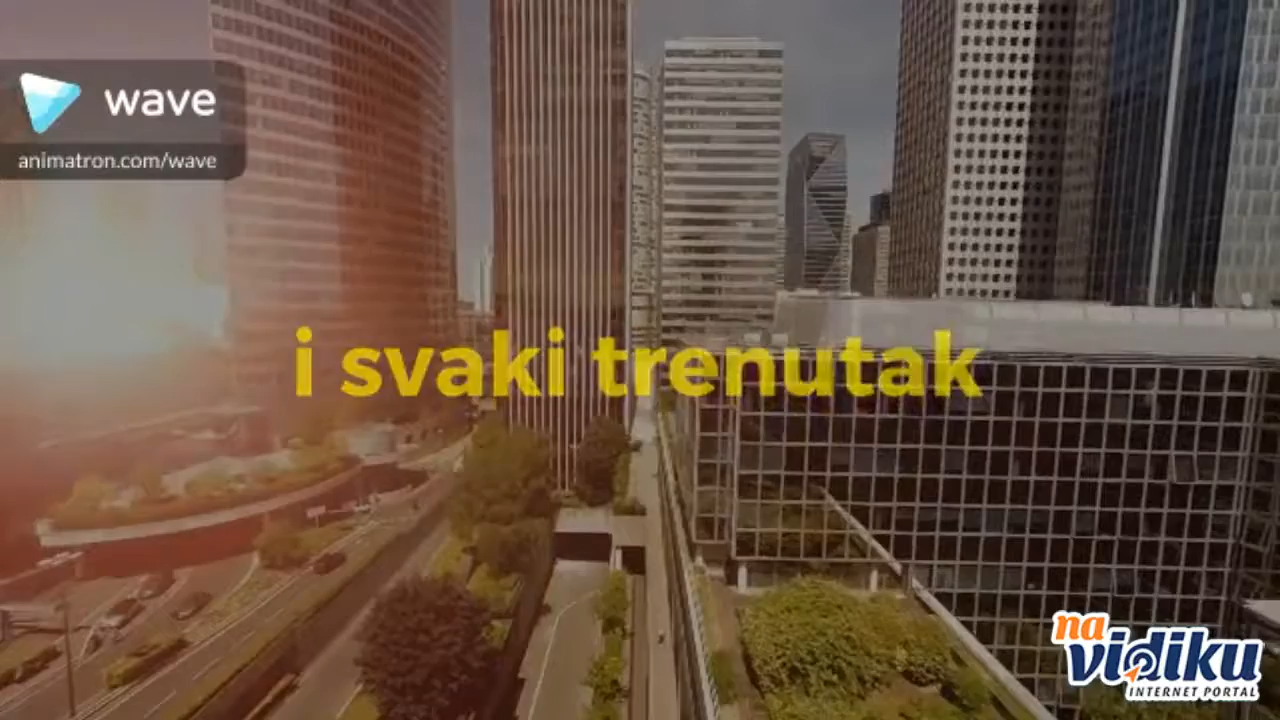 wave
animatron.com/wave
i svaki trenutak
na
vidiku
INTERNET PORTAL